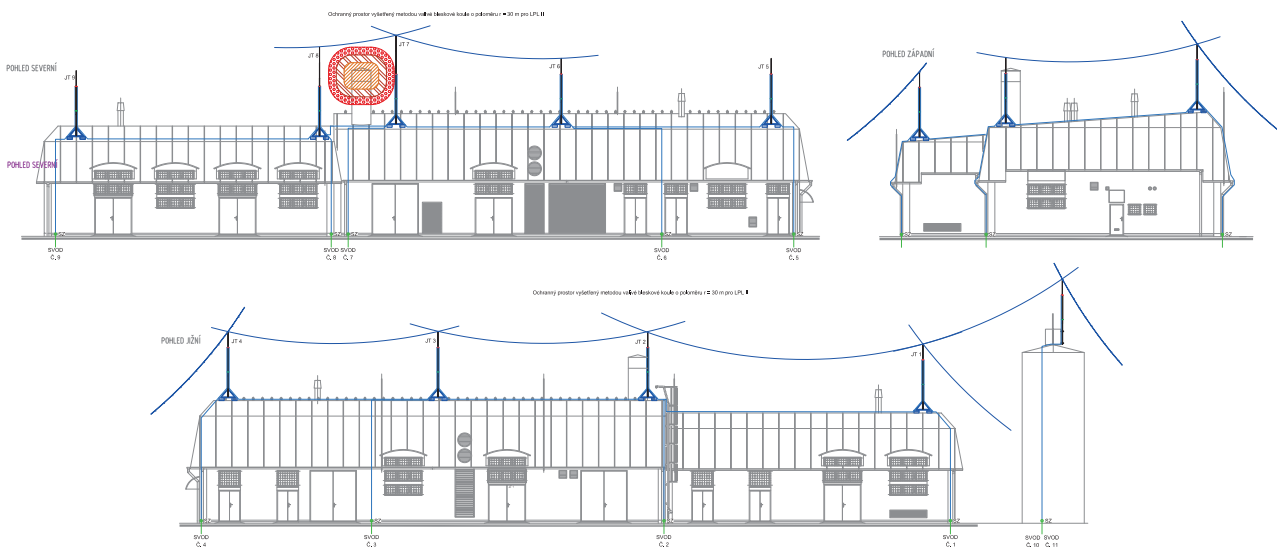 Ochranný prostor vyšetřený metodou valivé bleskové koule o poloměru r = 30 m pro LPL II
JT 7
POHLED ZÁPADNÍ
JT 8
POHLED SEVERNÍ
JT 9
JT 6
JT 5
POHLED SEVERNÍ
SZ
SZ
SZ
SZ
SZ
SZ
SZ
SZ
SVOD
Č. 9
SVOD
Č. 8
SVOD
Č. 7
SVOD
Č. 6
SVOD
Č. 5
Ochranný prostor vyšetřený metodou valivé bleskové koule o poloměru r = 30 m pro LPL II
POHLED JIŽNÍ
JT 4
JT 3
JT 2
JT 1
SZ
SZ
SZ
SZ
SZ
SVOD
Č. 4
SVOD
Č. 3
SVOD
Č. 2
SVOD
Č. 1
SVOD
Č. 10
SVOD
Č. 11